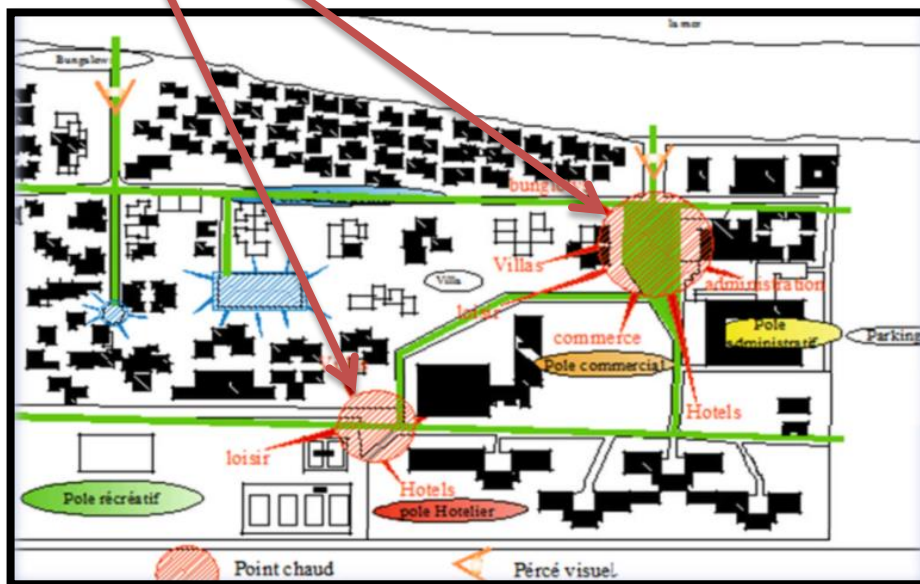 la mer
Bungalow
bungalows
Villas
Villa
administration
loisir
commerce
Pole
administratif
Parking
Pole commercial
Hotels
loisir
Hotels
Pole récréatif
pole Hotelier
Point chaud
Pércé visuel